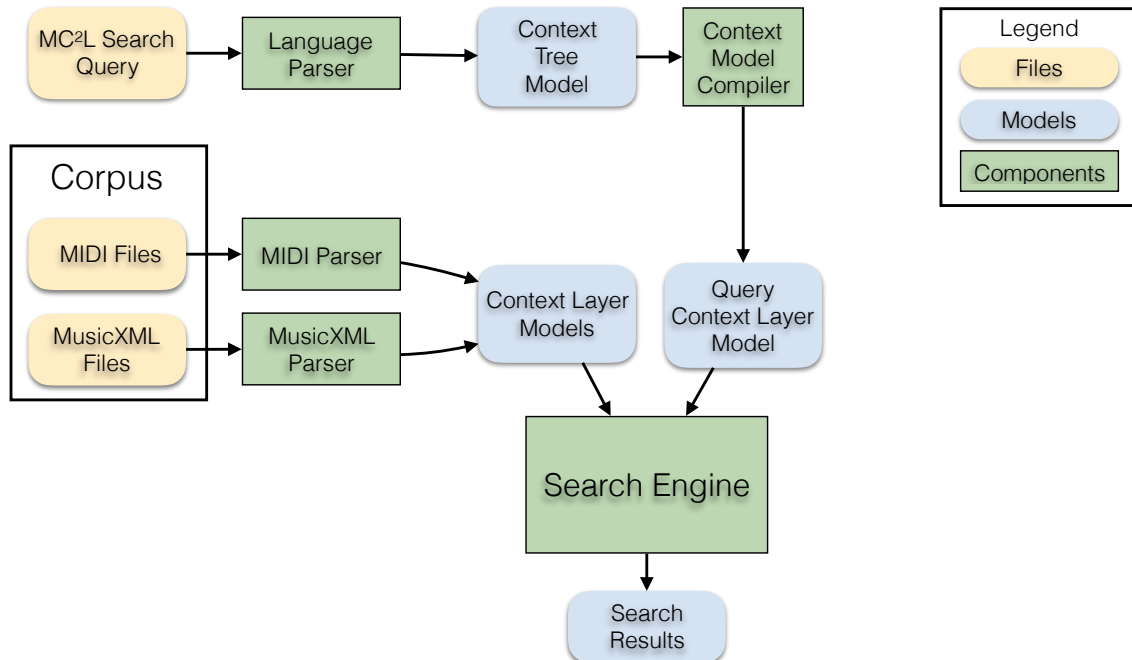 MC²L Search
Query
Language
Parser
Context
Tree
Model
Context
Model
Compiler
Legend
Files
Models
Components
Corpus
MIDI Files
MIDI Parser
MusicXML
Files
MusicXML
Parser
Context Layer
Models
Query
Context Layer
Model
Search Engine
Search
Results